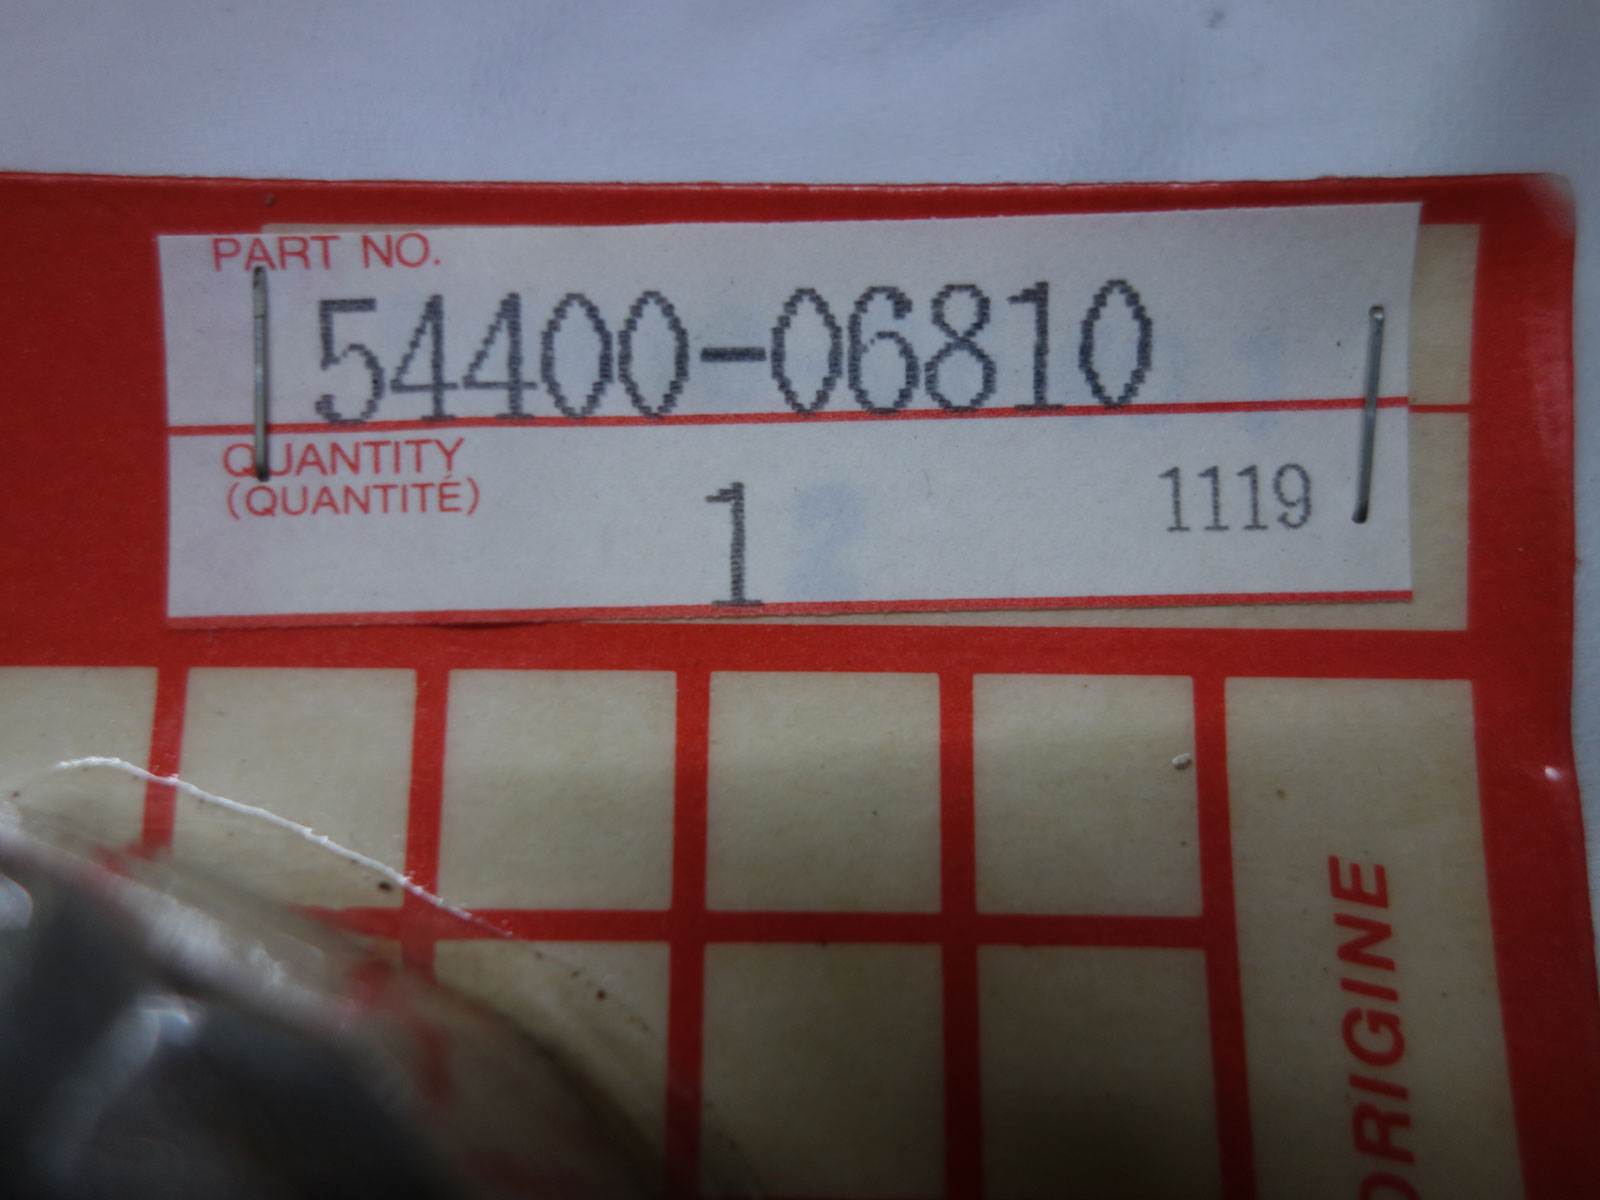 PART NO.
54400-06810
QUANTITY
(QUANTITÉ)
1
1119
ORIGINE